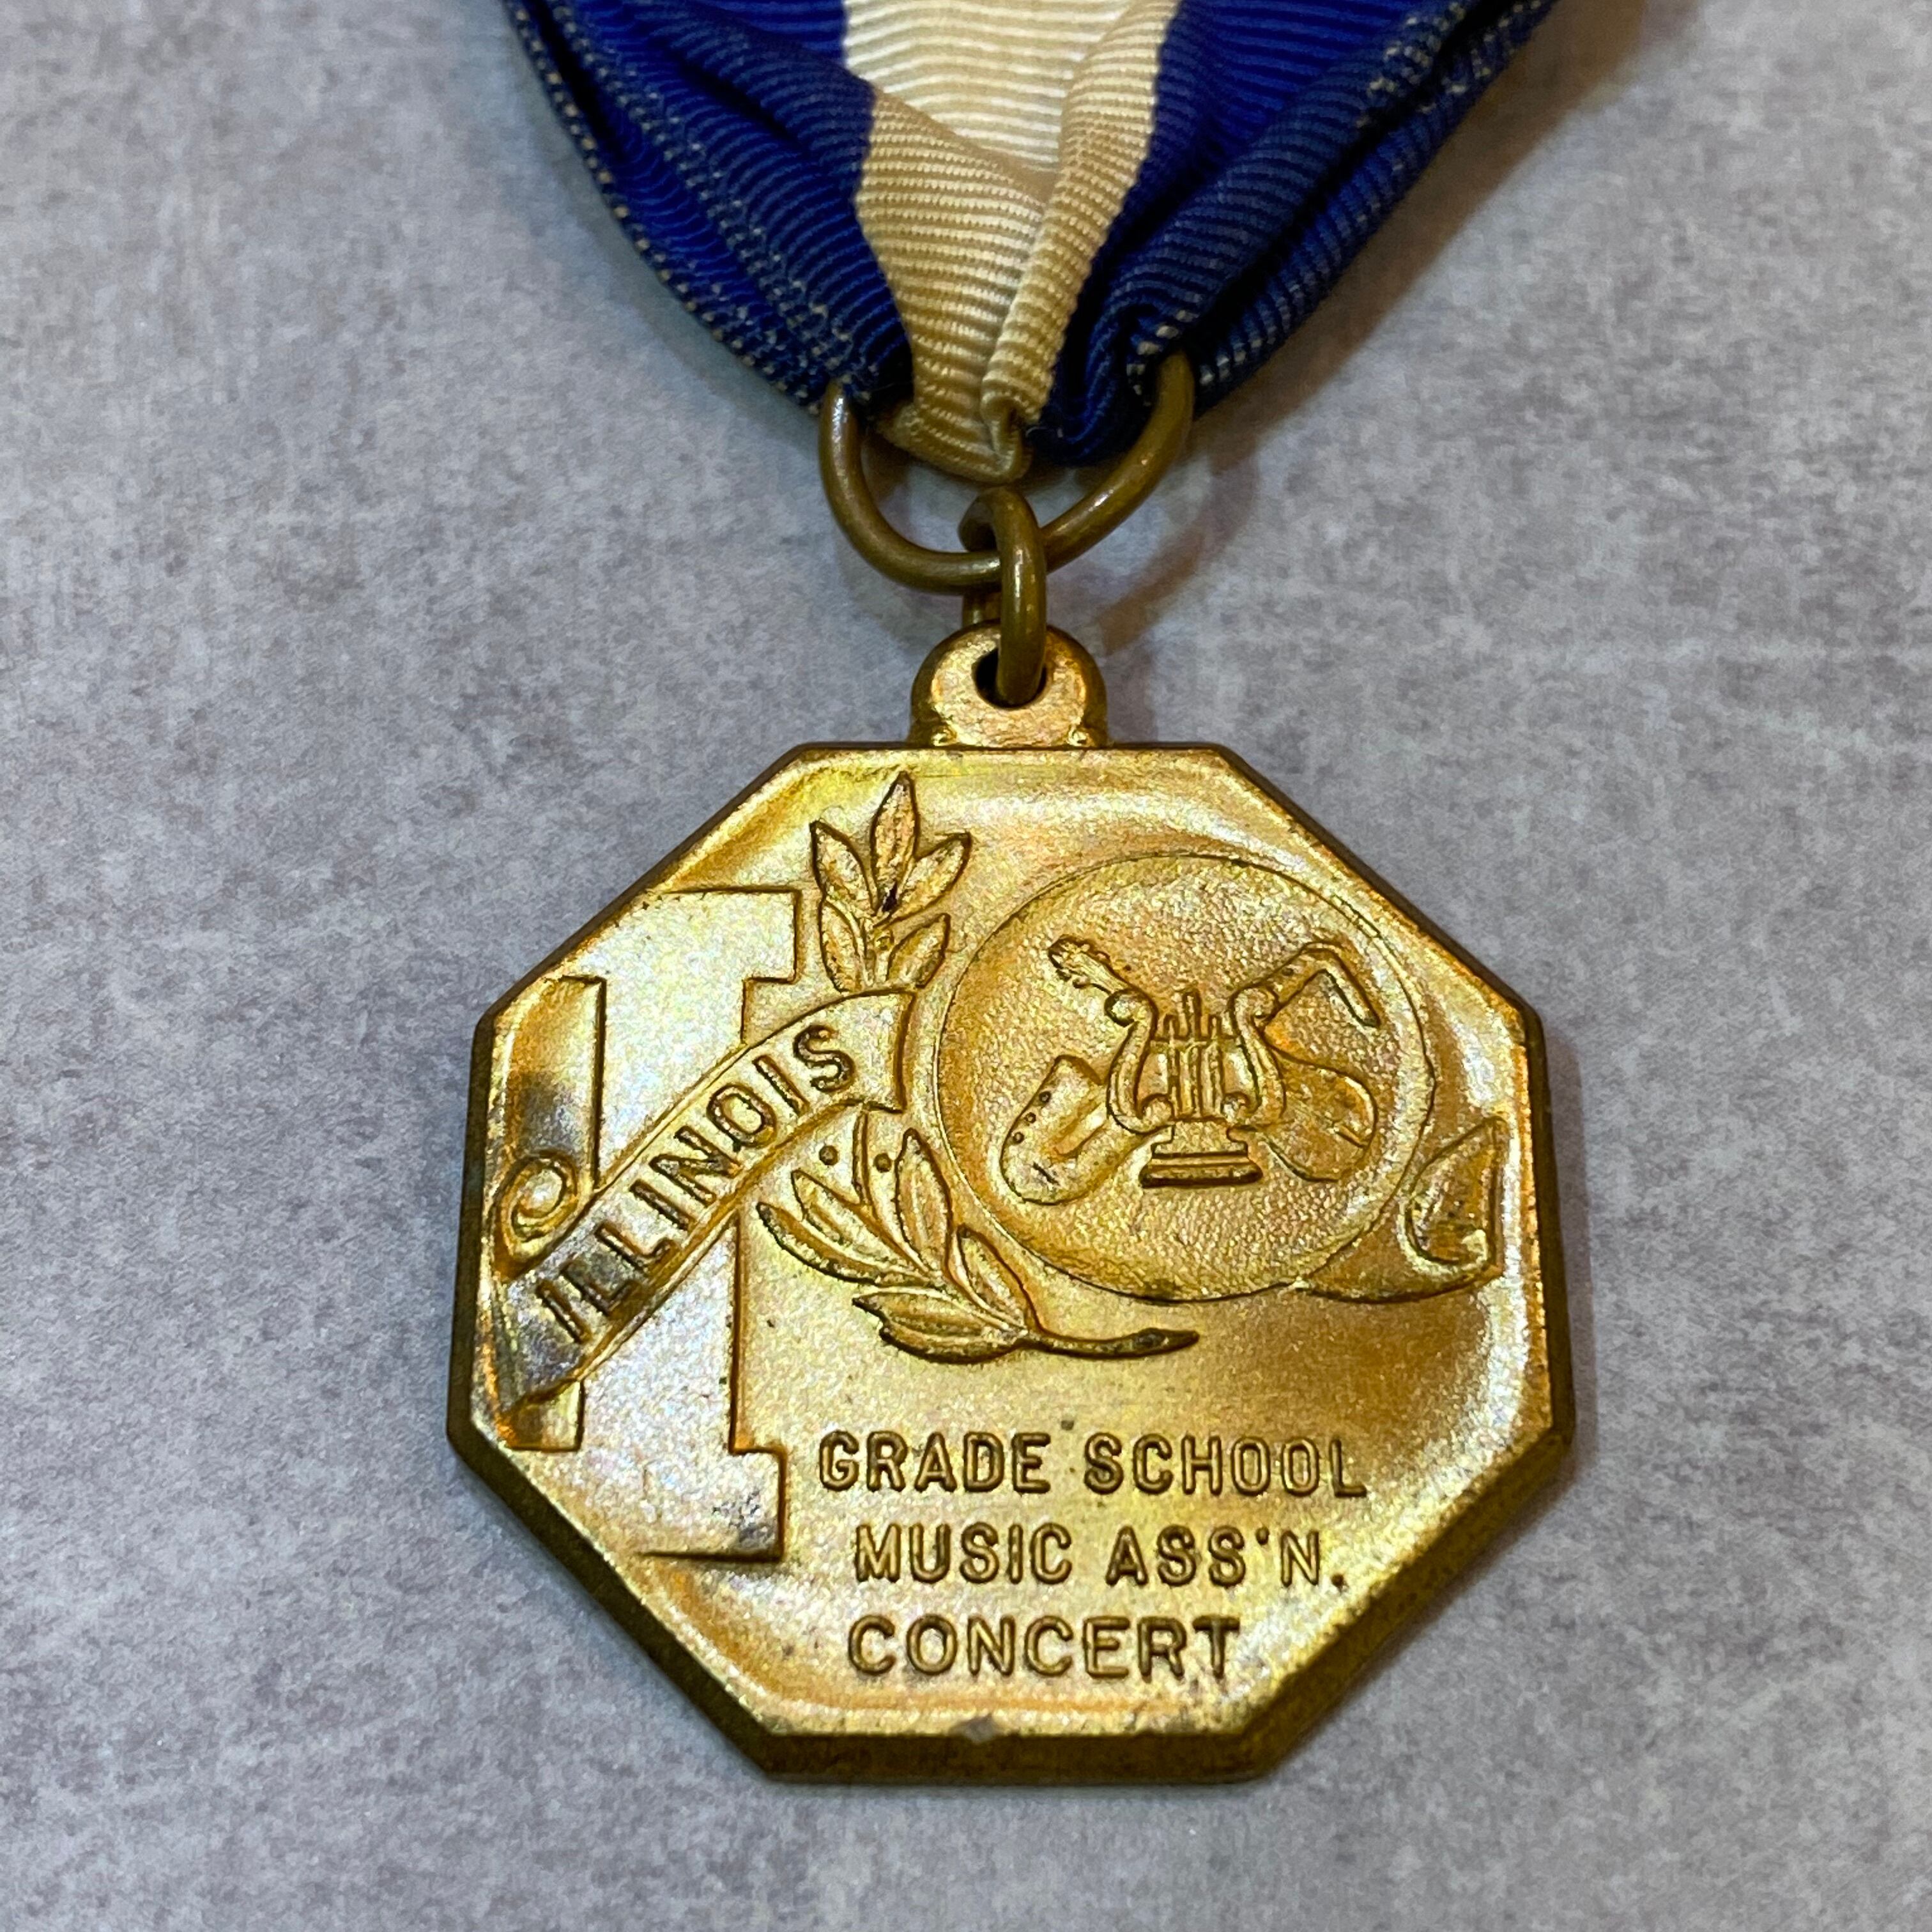 ILLINOIS
GRADE SCHOOL
MUSIC ASS'N.
CONCERT